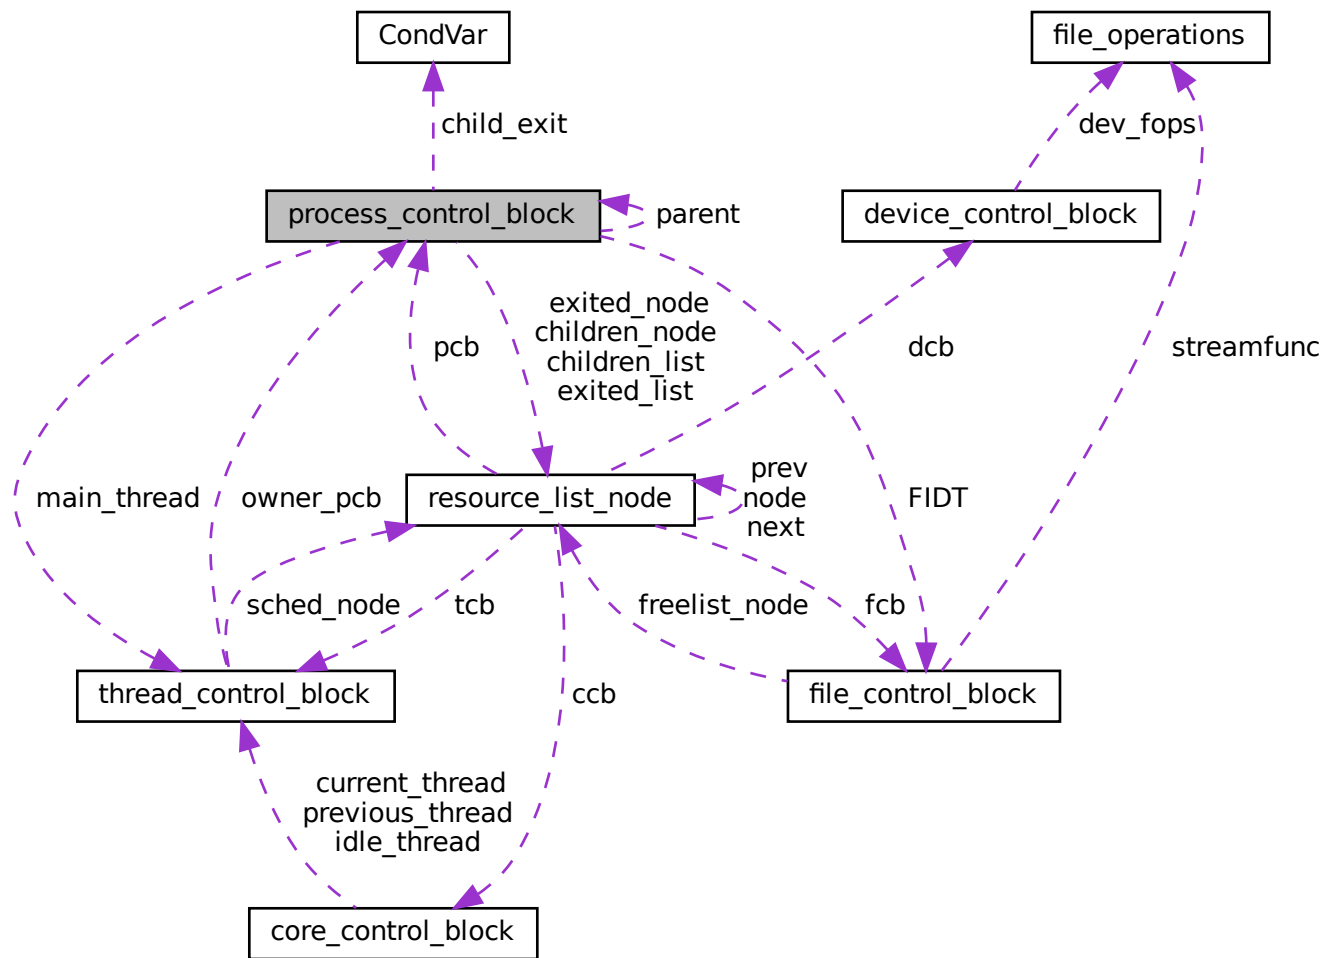 CondVar
file_operations
child_exit
dev_fops
process_control_block
parent
device_control_block
exited_node
children_node
children_list
exited_list
pcb
dcb
streamfunc
main_thread
owner_pcb
resource_list_node
prev
node
next
FIDT
sched_node
tcb
freelist_node
fcb
thread_control_block
ccb
file_control_block
current_thread
previous_thread
idle_thread
core_control_block